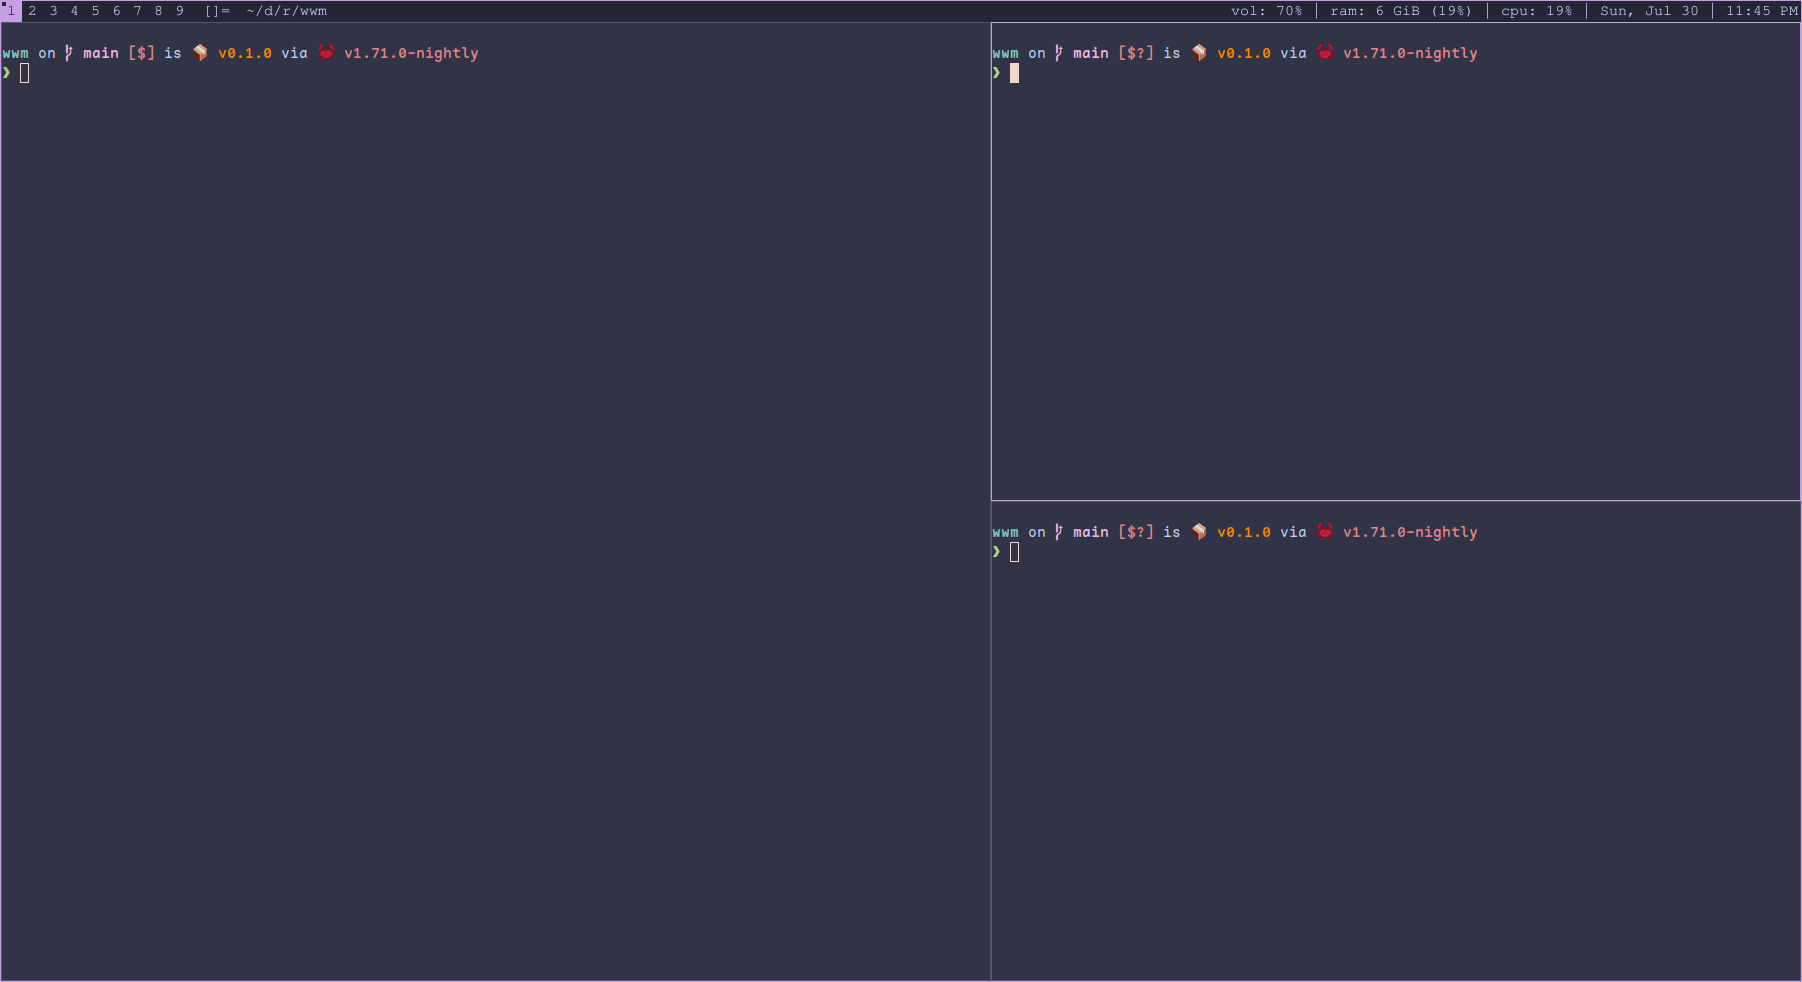 1 2 3 4 5 6 7 8 9 []= ~/d/r/wwm vol: 70% | ram: 6 GiB (19%) | cpu: 19% | Sun, Jul 30 | 11:45 PM
wwm on main [$] is 📦 v0.1.0 via 🦀 v1.71.0-nightly
❯
wwm on main [$?] is 📦 v0.1.0 via 🦀 v1.71.0-nightly
❯
wwm on main [$?] is 📦 v0.1.0 via 🦀 v1.71.0-nightly
❯